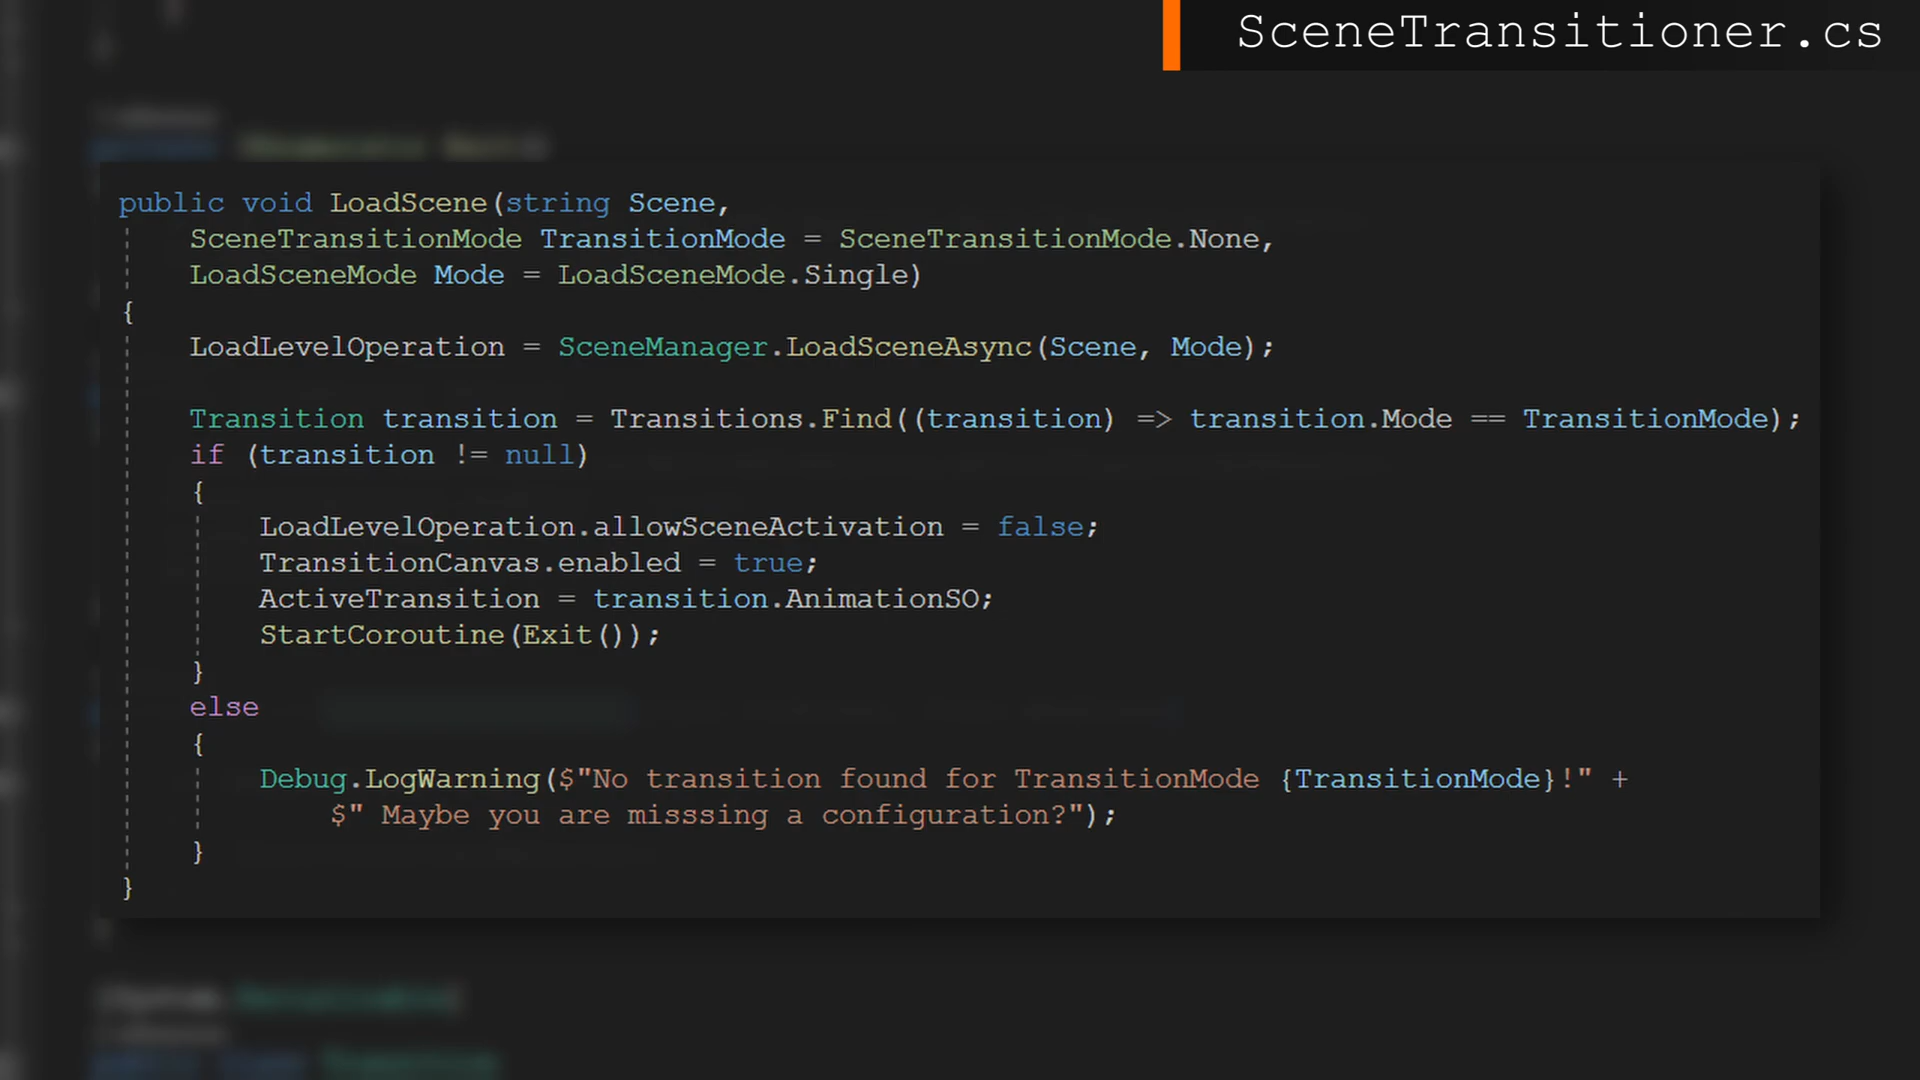 SceneTransitioner.cs
public void LoadScene(string Scene,
SceneTransitionMode TransitionMode = SceneTransitionMode.None,
LoadSceneMode Mode = LoadSceneMode.Single)
{
LoadLevelOperation = SceneManager.LoadSceneAsync(Scene, Mode);
Transition transition = Transitions.Find((transition) => transition.Mode == TransitionMode);
if (transition != null)
{
LoadLevelOperation.allowSceneActivation = false;
TransitionCanvas.enabled = true;
ActiveTransition = transition.AnimationSO;
StartCoroutine(Exit());
}
else
{
Debug.LogWarning($"No transition found for TransitionMode {TransitionMode}!" +
$" Maybe you are misssing a configuration?");
}
}